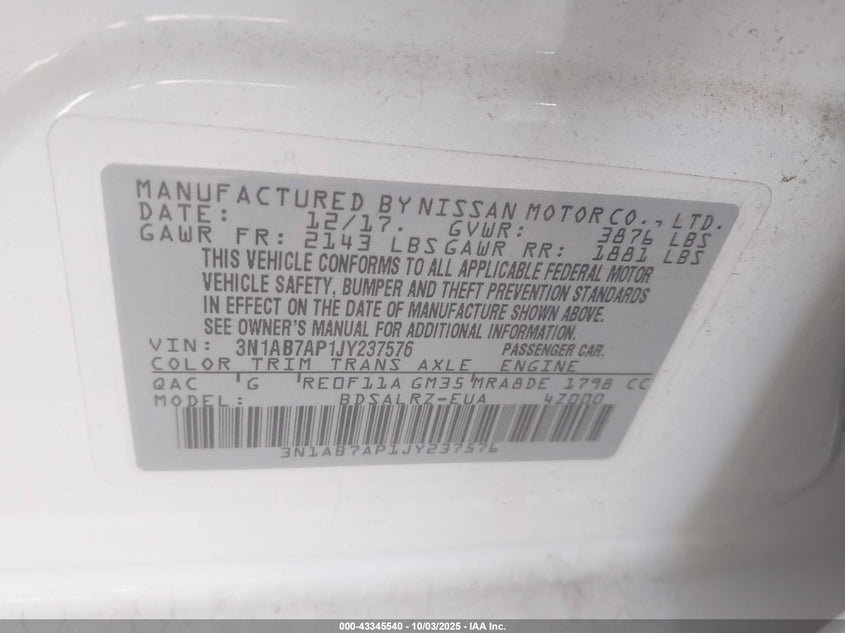 MANUFACTURED BY NISSAN MOTOR CO., LTD.
DATE: 12/17. GVWR: 3876 LBS
GAWR FR: 2143 LBS GAWR RR: 1881 LBS
THIS VEHICLE CONFORMS TO ALL APPLICABLE FEDERAL MOTOR
VEHICLE SAFETY, BUMPER AND THEFT PREVENTION STANDARDS
IN EFFECT ON THE DATE OF MANUFACTURE SHOWN ABOVE.
SEE OWNER'S MANUAL FOR ADDITIONAL INFORMATION.
VIN: 3N1AB7AP1JY237576 PASSENGER CAR.
COLOR TRIM TRANS AXLE ENGINE
QAC G RE0F11A GM35 MRA8DE 1798 CC
MODEL: BDSALRZ-EUA 4Z000
3N1AB7AP1JY237576
000-43345540 - 10/03/2025 - IAA Inc.